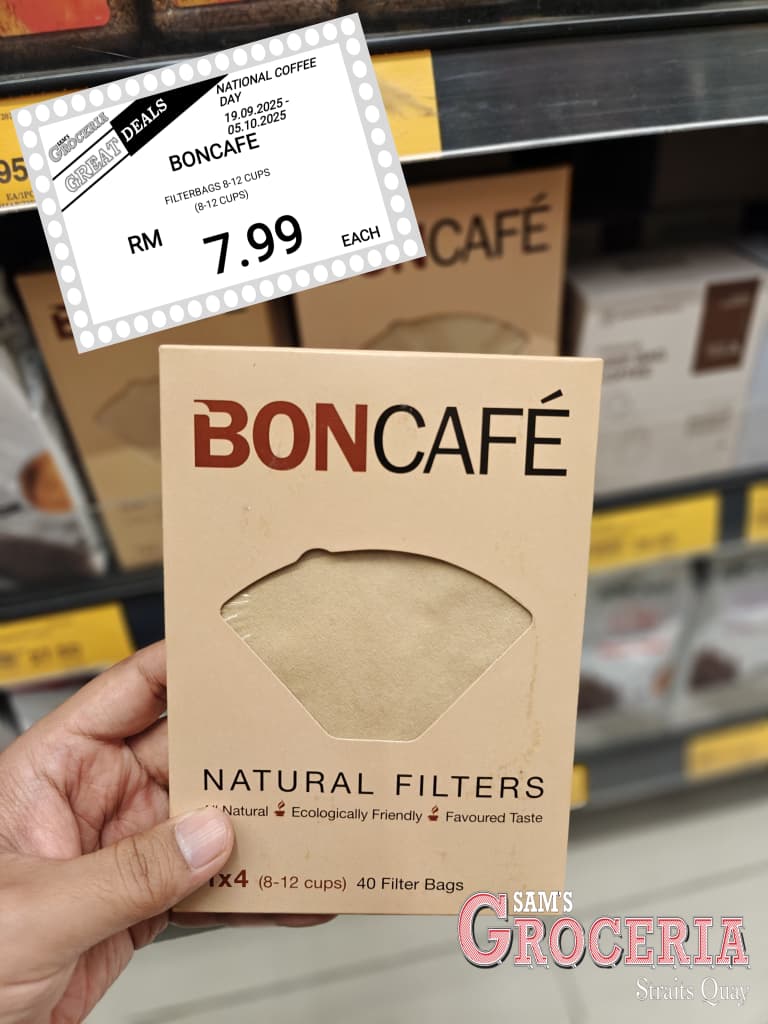 SAM'S
GROCERIA
GREAT DEALS
NATIONAL COFFEE
DAY
19.09.2025 -
05.10.2025
BONCAFE
FILTERBAGS 8-12 CUPS
(8-12 CUPS)
RM 7.99 EACH
CAFÉ
BONCAFÉ
NATURAL FILTERS
Natural Ecologically Friendly Favoured Taste
1x4 (8-12 cups) 40 Filter Bags
SAM'S
GROCERIA
Straits Quay